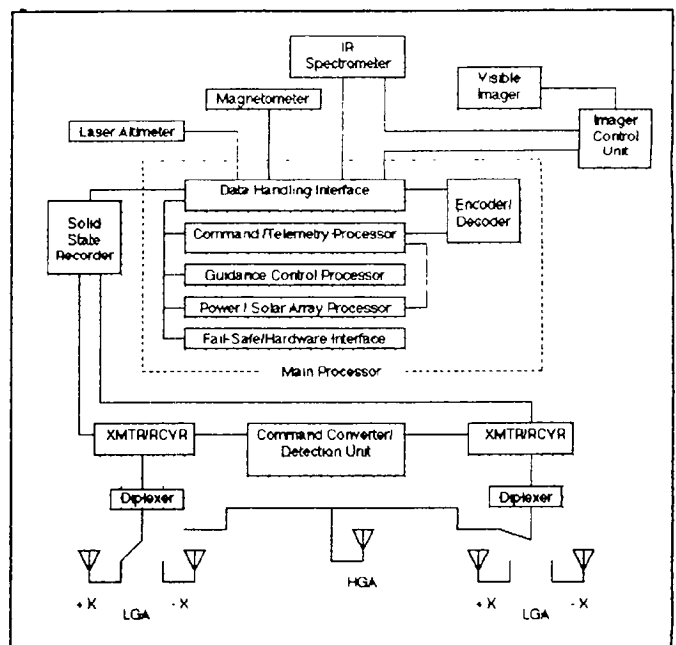 IR
Spectrometer
Visible
Imager
Magnetometer
Imager
Control
Unit
Laser Altimeter
Data Handling Interface
Encoder/
Decoder
Solid
State
Recorder
Command/Telemetry Processor
Guidance Control Processor
Power / Solar Array Processor
Fail-Safe/Hardware Interface
Main Processor
XMTR/RCVR
Command Converter/
Detection Unit
XMTR/RCVR
Diplexer
Diplexer
HGA
+ X
- X
+ X
- X
LGA
LGA